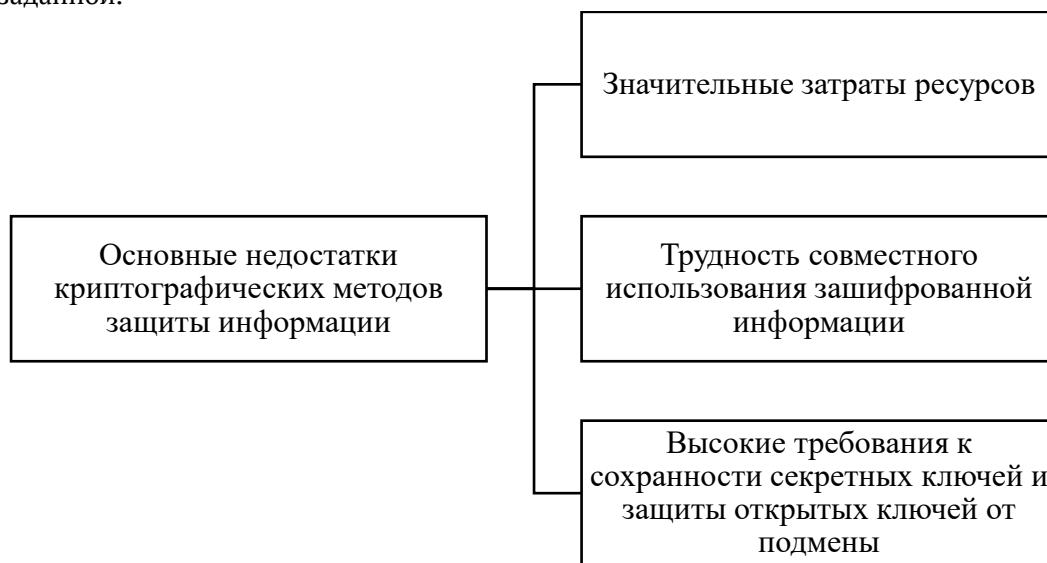 заданной.
Значительные затраты ресурсов
Основные недостатки
криптографических методов
защиты информации
Трудность совместного
использования зашифрованной
информации
Высокие требования к
сохранности секретных ключей и
защиты открытых ключей от
подмены